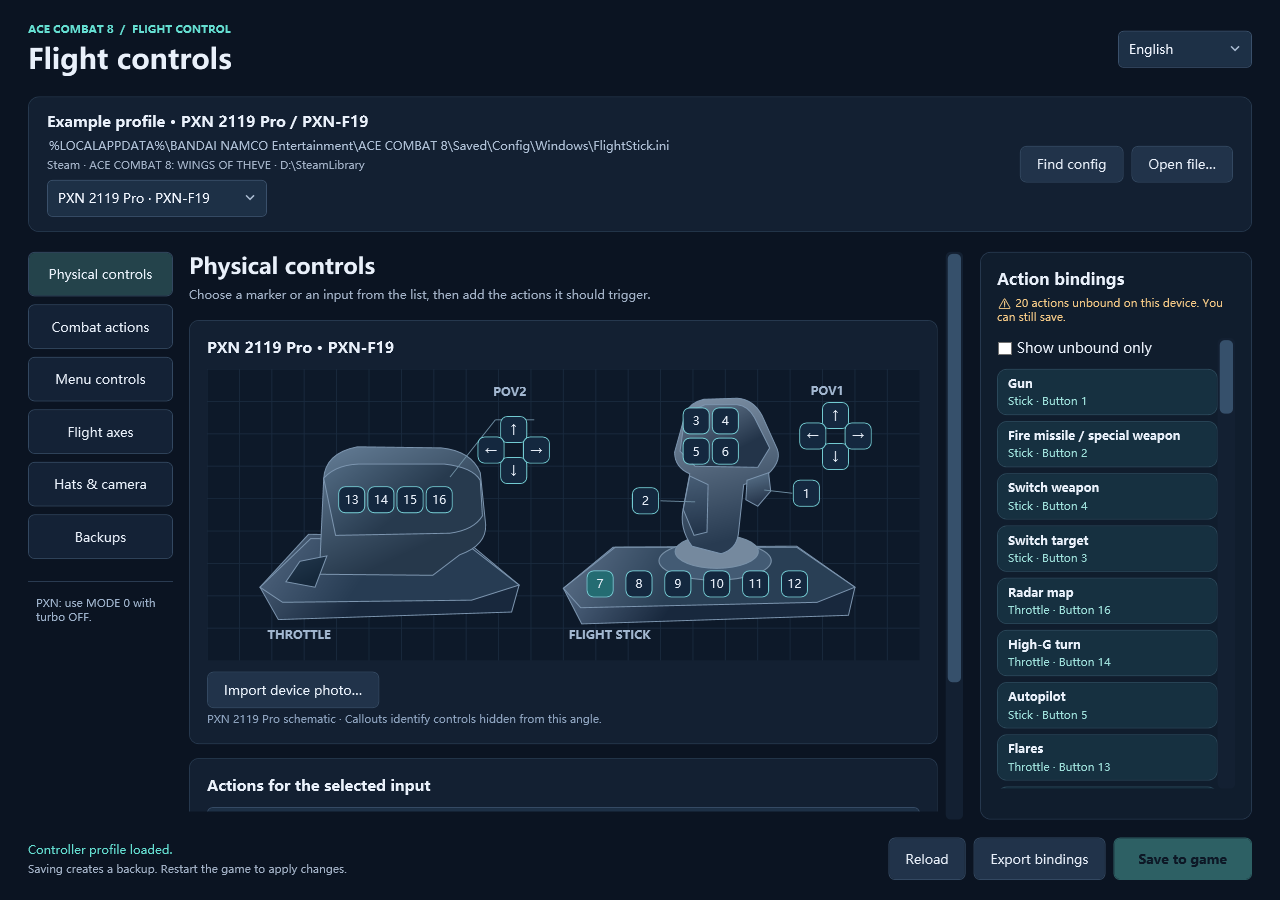 ACE COMBAT 8 / FLIGHT CONTROL
Flight controls
English
Example profile • PXN 2119 Pro / PXN-F19
%LOCALAPPDATA%\BANDAI NAMCO Entertainment\ACE COMBAT 8\Saved\Config\Windows\FlightStick.ini
Steam · ACE COMBAT 8: WINGS OF THEVE · D:\SteamLibrary
PXN 2119 Pro · PXN-F19
Find config
Open file...
Physical controls
Combat actions
Menu controls
Flight axes
Hats & camera
Backups
PXN: use MODE 0 with
turbo OFF.
Physical controls
Choose a marker or an input from the list, then add the actions it should trigger.
PXN 2119 Pro • PXN-F19
POV2
↑
← →
↓
13 14 15 16
THROTTLE
POV1
↑
← →
↓
3 4
5 6
2
1
7 8 9 10 11 12
FLIGHT STICK
Import device photo...
PXN 2119 Pro schematic · Callouts identify controls hidden from this angle.
Actions for the selected input
Action bindings
⚠ 20 actions unbound on this device. You
can still save.
Show unbound only
Gun
Stick · Button 1
Fire missile / special weapon
Stick · Button 2
Switch weapon
Stick · Button 4
Switch target
Stick · Button 3
Radar map
Throttle · Button 16
High-G turn
Throttle · Button 14
Autopilot
Stick · Button 5
Flares
Throttle · Button 13
Controller profile loaded.
Saving creates a backup. Restart the game to apply changes.
Reload
Export bindings
Save to game